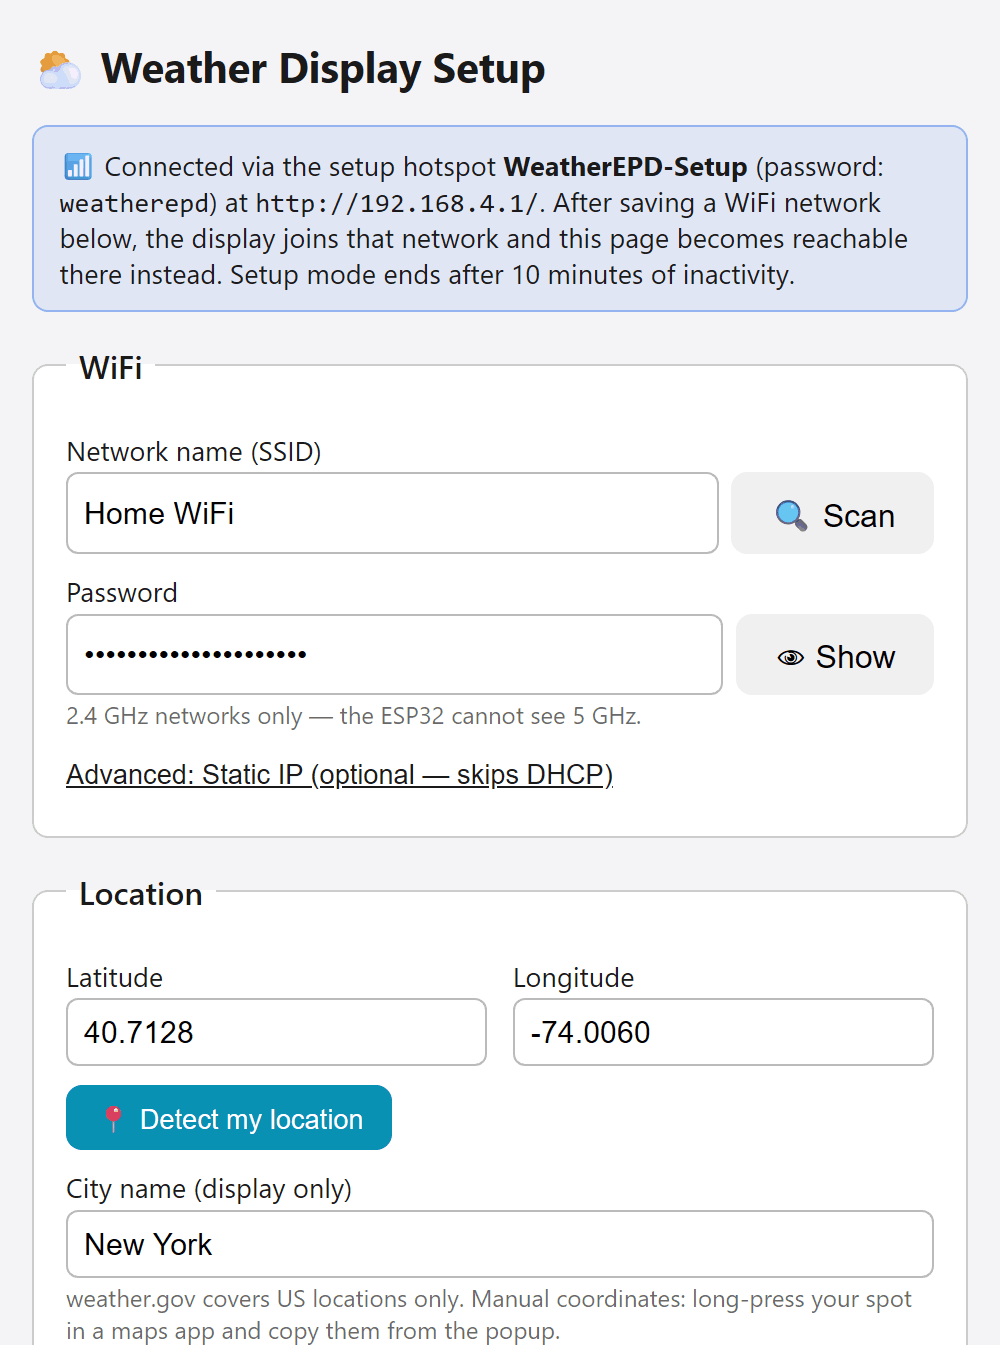 Weather Display Setup
Connected via the setup hotspot WeatherEPD-Setup (password:
weatherepd) at http://192.168.4.1/. After saving a WiFi network
below, the display joins that network and this page becomes reachable
there instead. Setup mode ends after 10 minutes of inactivity.
WiFi
Network name (SSID)
Home WiFi
Scan
Password
•••••••••••••••••••••
Show
2.4 GHz networks only — the ESP32 cannot see 5 GHz.
Advanced: Static IP (optional — skips DHCP)
Location
Latitude
Longitude
40.7128
-74.0060
Detect my location
City name (display only)
New York
weather.gov covers US locations only. Manual coordinates: long-press your spot
in a maps app and copy them from the popup.